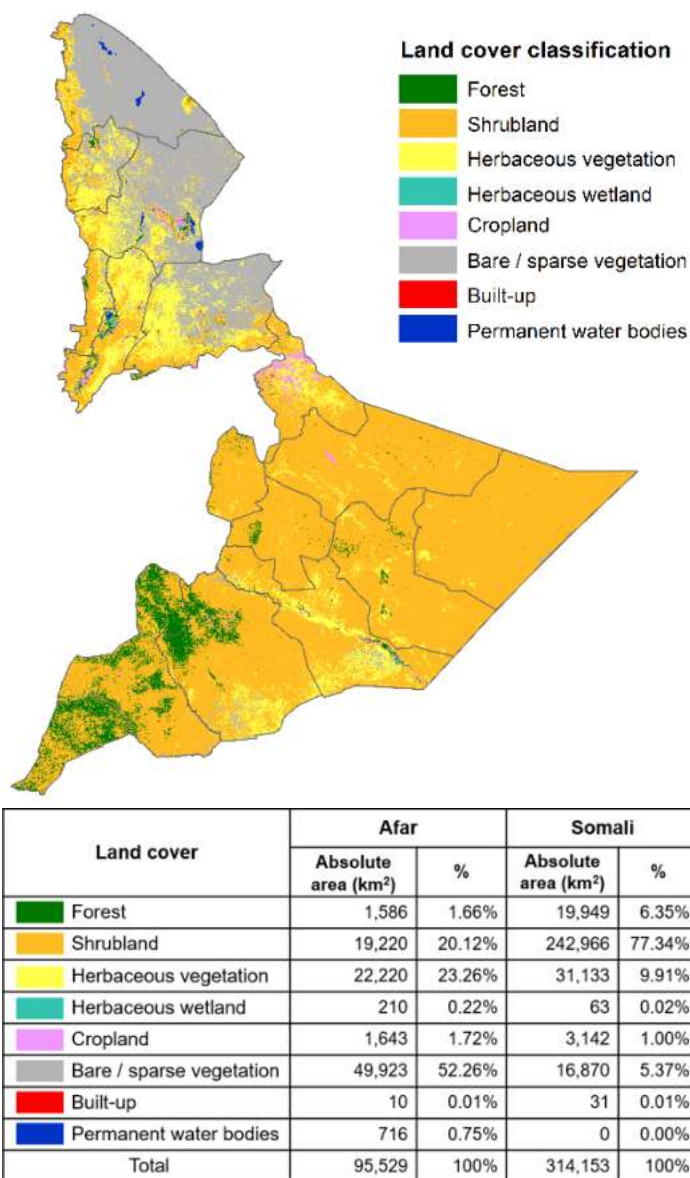 Land cover classification
Forest
Shrubland
Herbaceous vegetation
Herbaceous wetland
Cropland
Bare / sparse vegetation
Built-up
Permanent water bodies
Land cover Afar Somali
Absolute area (km²) % Absolute area (km²) %
Forest 1,586 1.66% 19,949 6.35%
Shrubland 19,220 20.12% 242,966 77.34%
Herbaceous vegetation 22,220 23.26% 31,133 9.91%
Herbaceous wetland 210 0.22% 63 0.02%
Cropland 1,643 1.72% 3,142 1.00%
Bare / sparse vegetation 49,923 52.26% 16,870 5.37%
Built-up 10 0.01% 31 0.01%
Permanent water bodies 716 0.75% 0 0.00%
Total 95,529 100% 314,153 100%